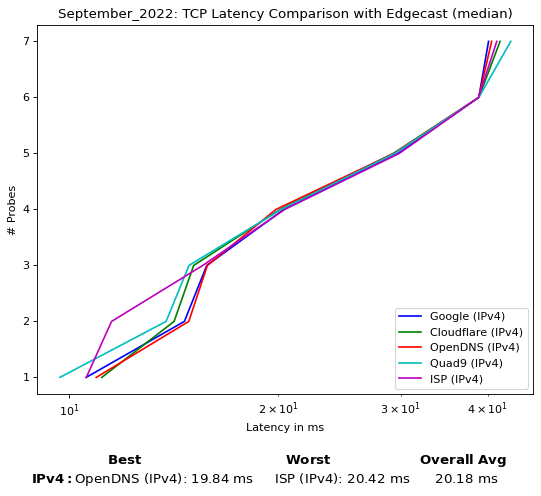 September_2022: TCP Latency Comparison with Edgecast (median)
7
6
5
4
3
2
1
# Probes
Google (IPv4)
Cloudflare (IPv4)
OpenDNS (IPv4)
Quad9 (IPv4)
ISP (IPv4)
10¹ 2 × 10¹ 3 × 10¹ 4 × 10¹
Latency in ms
Best Worst Overall Avg
IPv4: OpenDNS (IPv4): 19.84 ms ISP (IPv4): 20.42 ms 20.18 ms